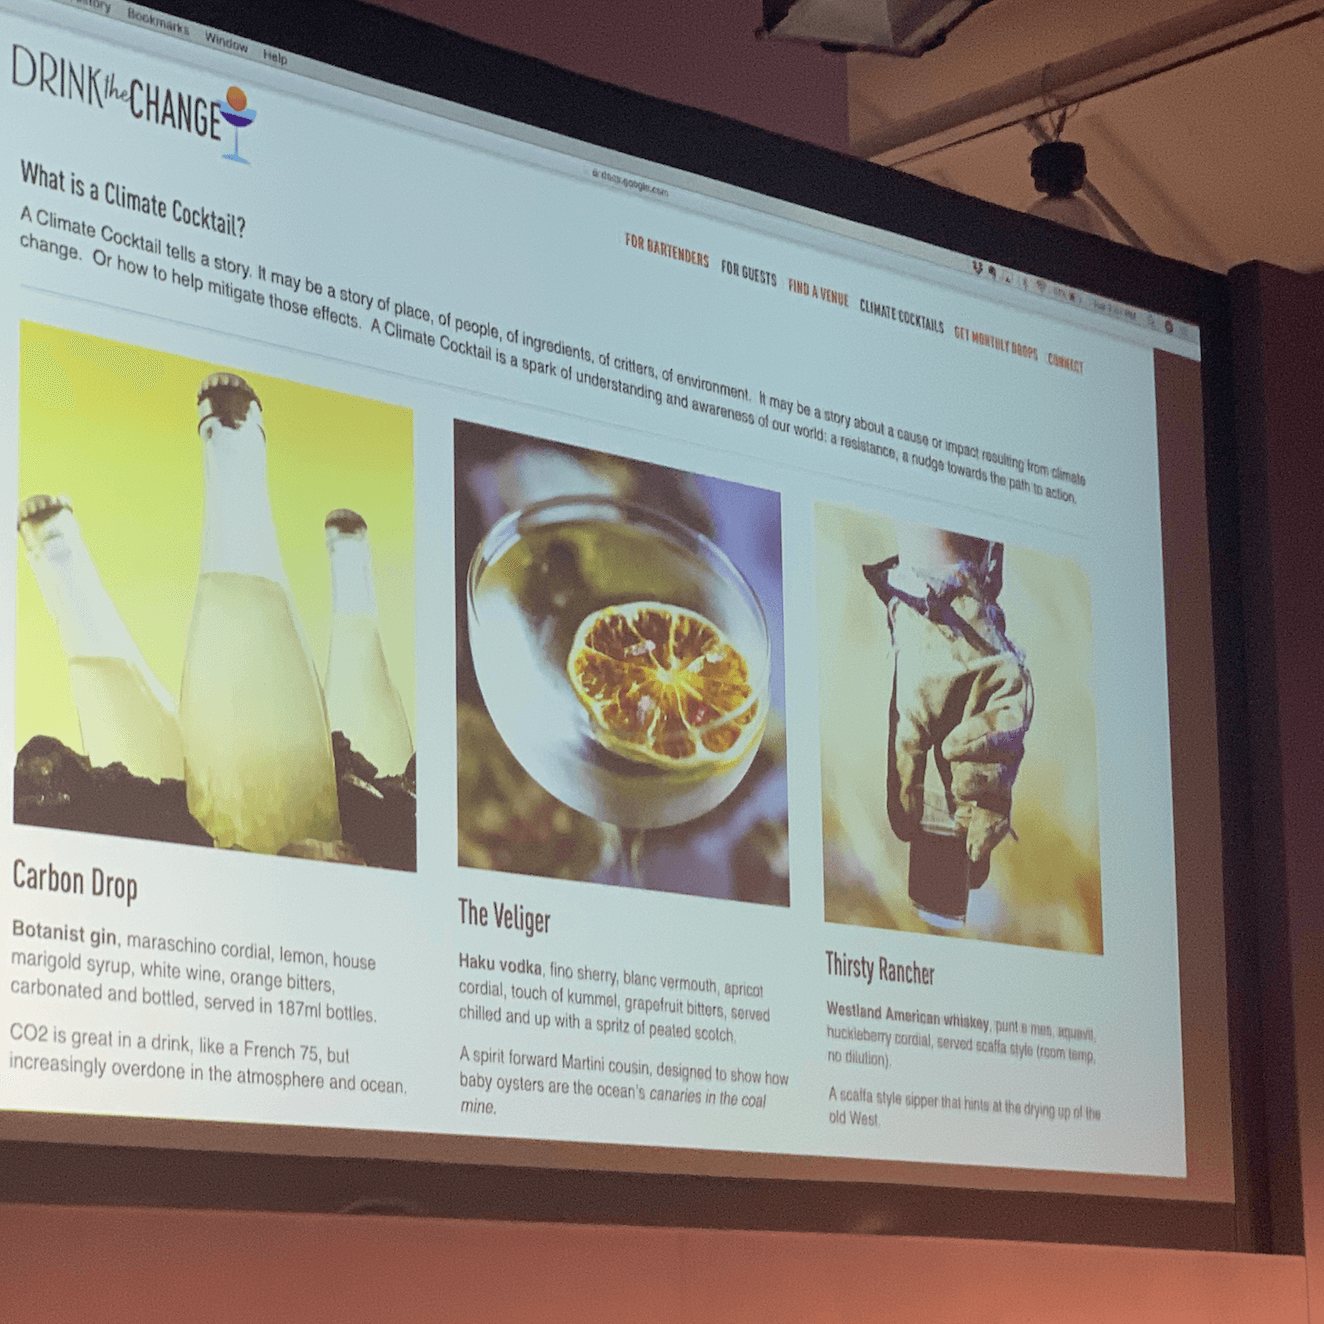 Bookmarks Window Help
docs.google.com
DRINK the CHANGE
FOR BARTENDERS FOR GUESTS FIND A VENUE CLIMATE COCKTAILS GET MONTHLY DROPS CONNECT
What is a Climate Cocktail?
A Climate Cocktail tells a story. It may be a story of place, of people, of ingredients, of critters, of environment. It may be a story about a cause or impact resulting from climate
change. Or how to help mitigate those effects. A Climate Cocktail is a spark of understanding and awareness of our world; a resistance, a nudge towards the path to action.
Carbon Drop
Botanist gin, maraschino cordial, lemon, house
marigold syrup, white wine, orange bitters,
carbonated and bottled, served in 187ml bottles.
CO2 is great in a drink, like a French 75, but
increasingly overdone in the atmosphere and ocean.
The Veliger
Haku vodka, fino sherry, blanc vermouth, apricot
cordial, touch of kummel, grapefruit bitters, served
chilled and up with a spritz of peated scotch.
A spirit forward Martini cousin, designed to show how
baby oysters are the ocean's canaries in the coal
mine.
Thirsty Rancher
Westland American whiskey, punt e mes, aquavit,
huckleberry cordial, served scaffa style (room temp,
no dilution).
A scaffa style sipper that hints at the drying up of the
old West.